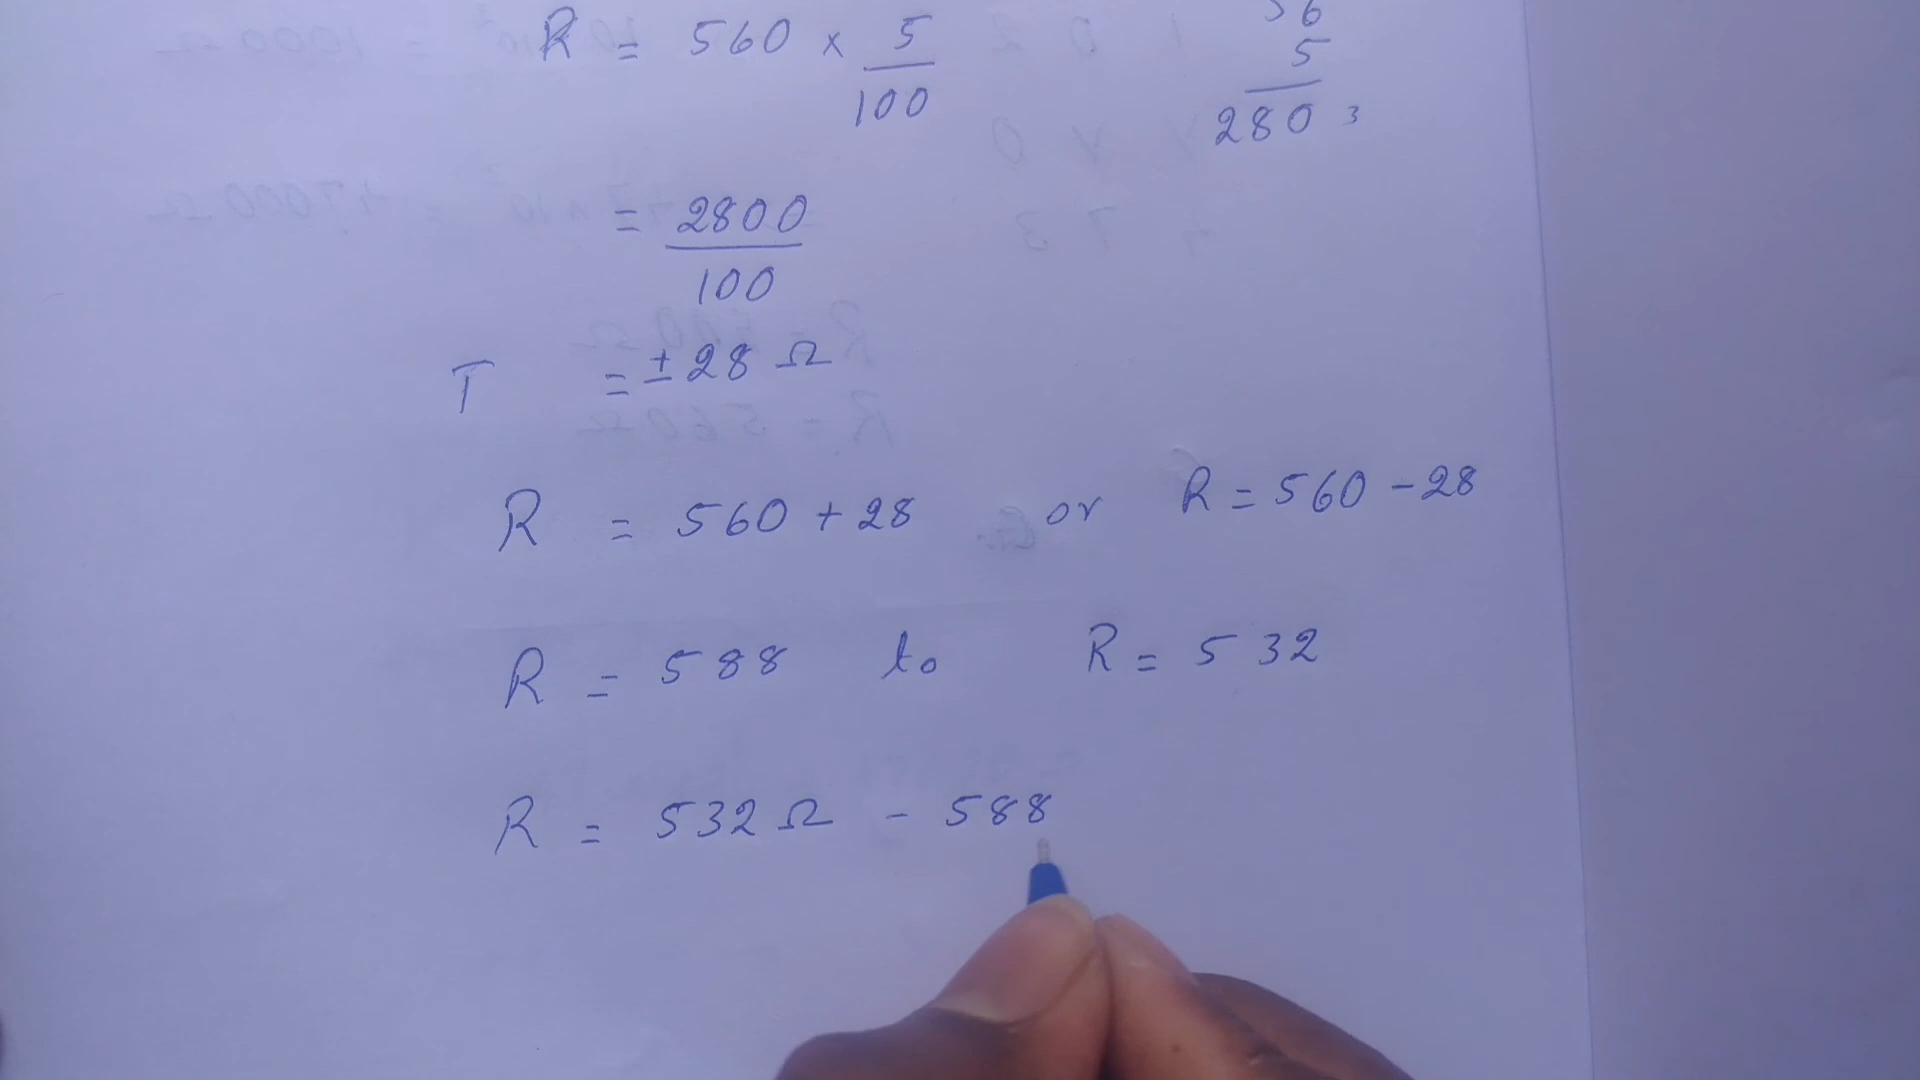 R = 560 × 5/100
56
5
280 3
= 2800/100
T = ±28 Ω
R = 560 + 28 or R = 560 - 28
R = 588 to R = 532
R = 532 Ω - 588